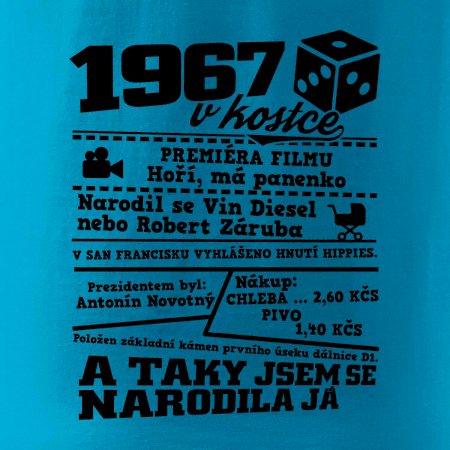 1967
v kostce
PREMIÉRA FILMU
Hoří, má panenko
Narodil se Vin Diesel
nebo Robert Záruba
V SAN FRANCISKU VYHLÁŠENO HNUTÍ HIPPIES.
Prezidentem byl:
Antonín Novotný
Nákup:
CHLEBA ... 2,60 KČS
PIVO
1,40 KČS
Položen základní kámen prvního úseku dálnice D1.
A TAKY JSEM SE
NARODILA JÁ